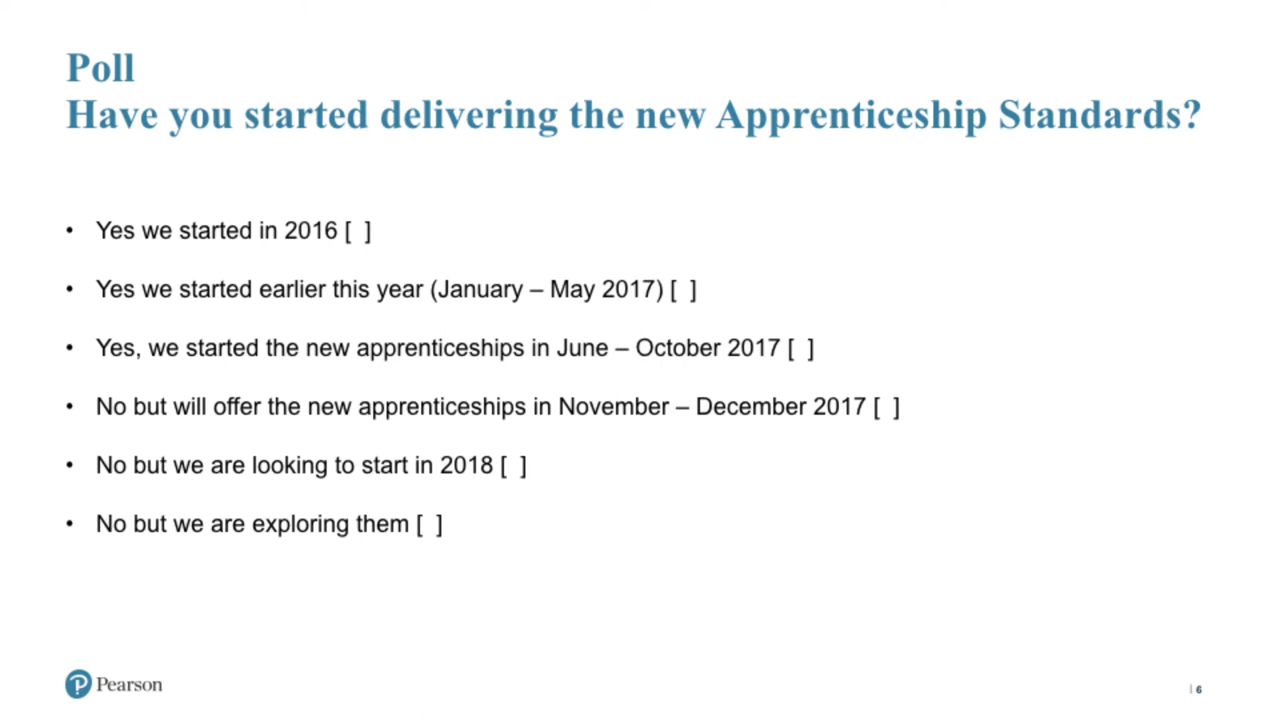 Poll
Have you started delivering the new Apprenticeship Standards?
• Yes we started in 2016 [ ]
• Yes we started earlier this year (January – May 2017) [ ]
• Yes, we started the new apprenticeships in June – October 2017 [ ]
• No but will offer the new apprenticeships in November – December 2017 [ ]
• No but we are looking to start in 2018 [ ]
• No but we are exploring them [ ]
Pearson
| 6